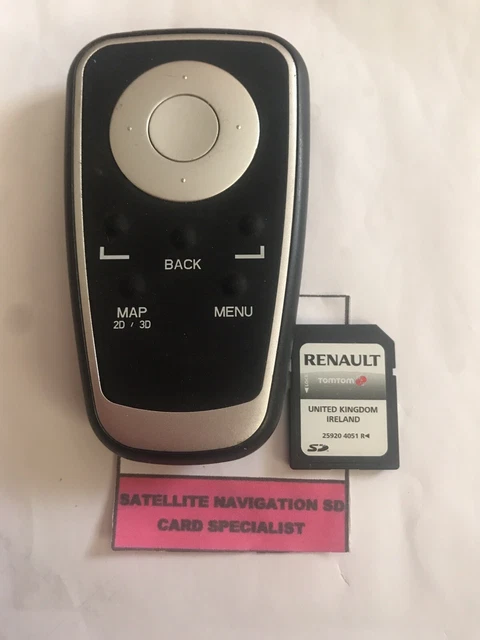 BACK
MAP
2D / 3D
MENU
RENAULT
TOMTOM
UNITED KINGDOM
IRELAND
25920 4051 R◄
SD
SATELLITE NAVIGATION SD
CARD SPECIALIST